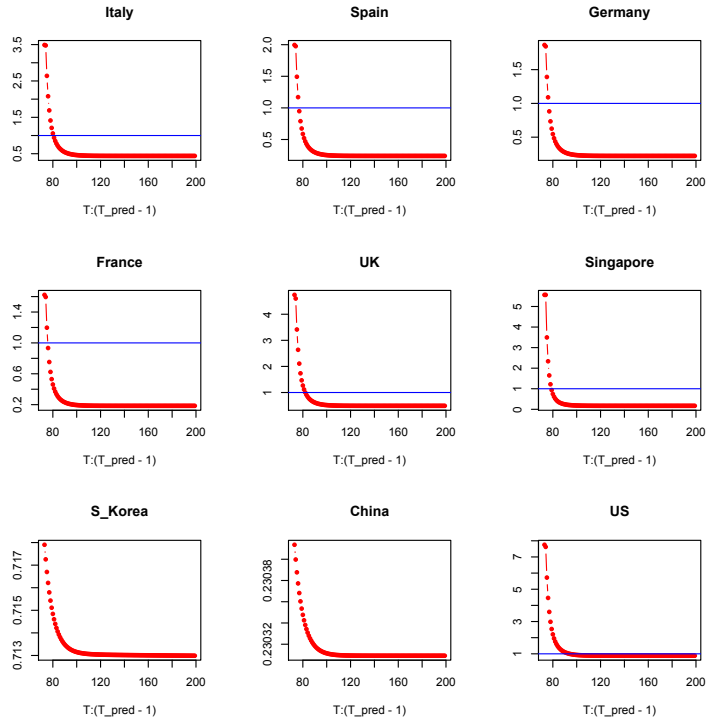 Italy
Spain
Germany
3.5
2.5
1.5
0.5
80 120 160 200
T:(T_pred - 1)
2.0
1.5
1.0
0.5
80 120 160 200
T:(T_pred - 1)
1.5
1.0
0.5
80 120 160 200
T:(T_pred - 1)
France
UK
Singapore
1.4
1.0
0.6
0.2
80 120 160 200
T:(T_pred - 1)
4
3
2
1
80 120 160 200
T:(T_pred - 1)
5
4
3
2
1
0
80 120 160 200
T:(T_pred - 1)
S_Korea
China
US
0.717
0.715
0.713
80 120 160 200
T:(T_pred - 1)
0.23038
0.23032
80 120 160 200
T:(T_pred - 1)
7
5
4
3
2
1
80 120 160 200
T:(T_pred - 1)